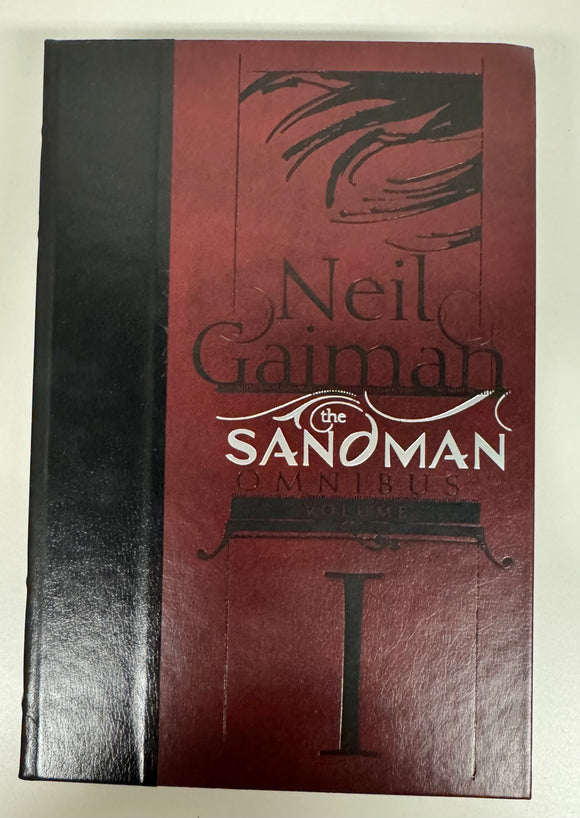 Neil
Gaiman
the
SANDMAN
OMNIBUS
VOLUME
I